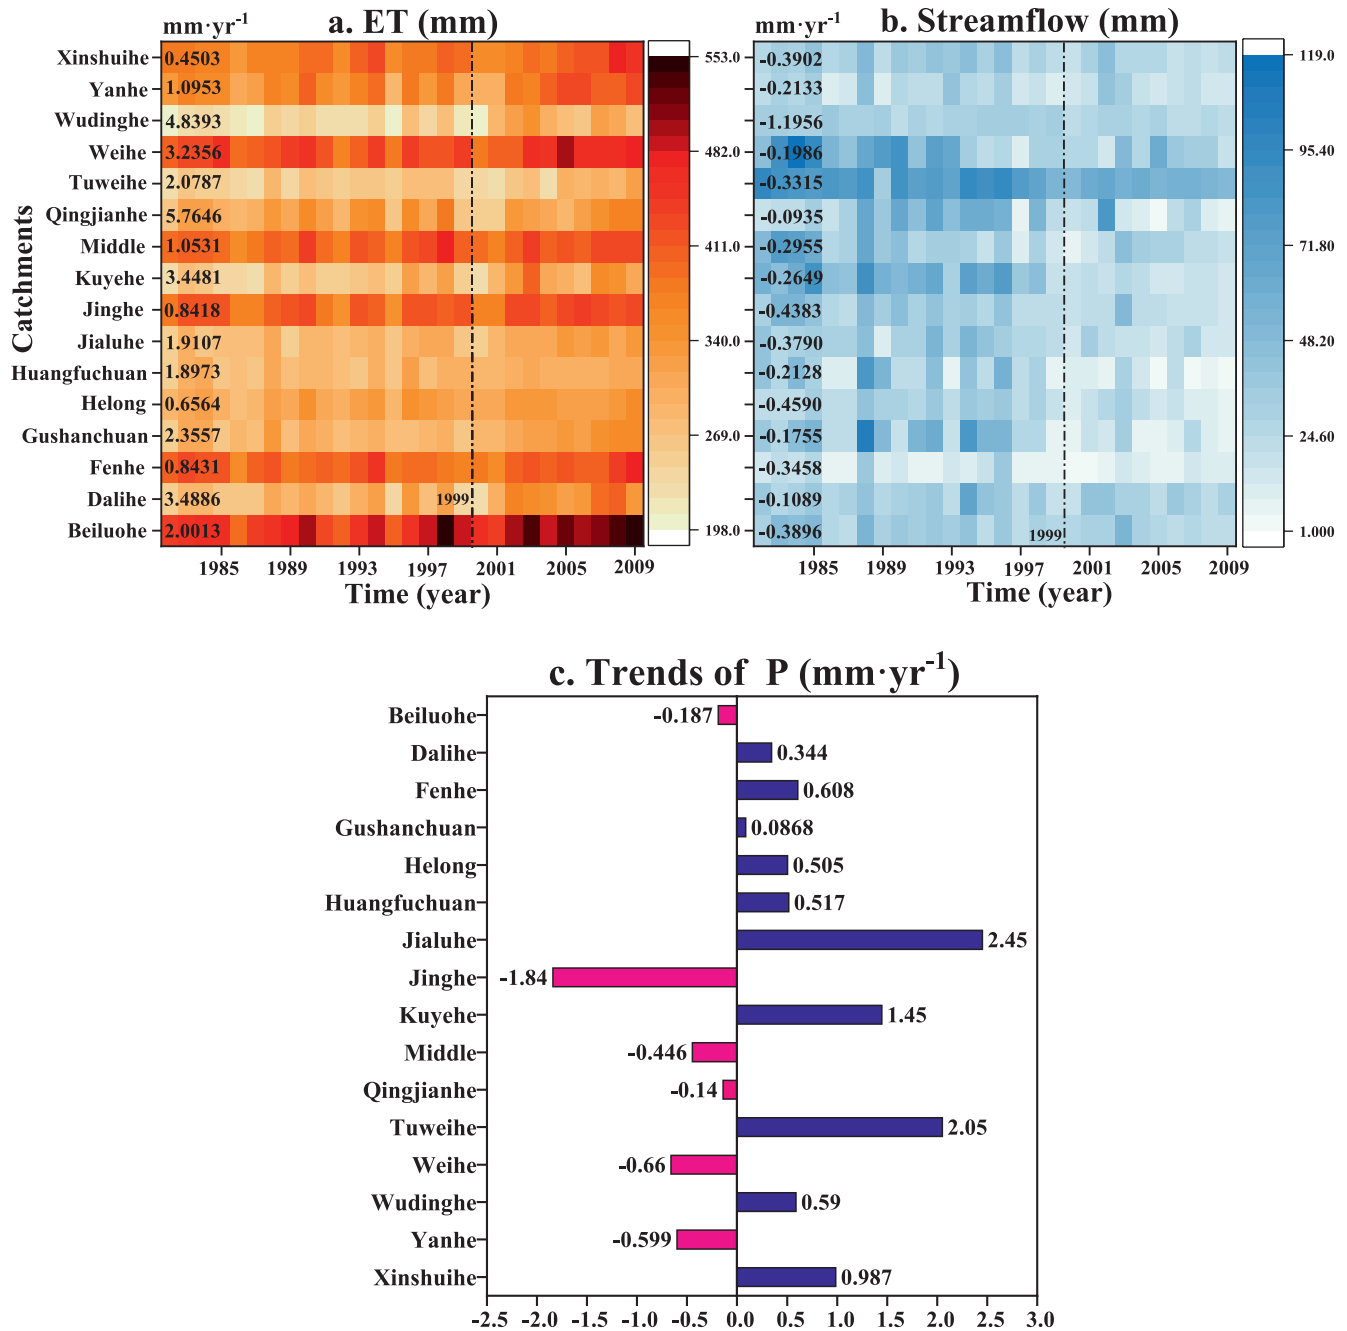 a. ET (mm)
mm·yr-1
Xinshuihe 0.4503
Yanhe 1.0953
Wudinghe 4.8393
Weihe 3.2356
Tuweihe 2.0787
Qingjianhe 5.7646
Middle 1.0531
Kuyehe 3.4481
Jinghe 0.8418
Jialuhe 1.9107
Huangfuchuan 1.8973
Helong 0.6564
Gushanchuan 2.3557
Fenhe 0.8431
Dalihe 3.4886
Beiluohe 2.0013
Catchments
1999
1985 1989 1993 1997 2001 2005 2009
Time (year)
553.0
482.0
411.0
340.0
269.0
198.0
b. Streamflow (mm)
mm·yr-1
-0.3902
-0.2133
-1.1956
-0.1986
-0.3315
-0.0935
-0.2955
-0.2649
-0.4383
-0.3790
-0.2128
-0.4590
-0.1755
-0.3458
-0.1089
-0.3896
1999
1985 1989 1993 1997 2001 2005 2009
Time (year)
119.0
95.40
71.80
48.20
24.60
1.000
c. Trends of P (mm·yr-1)
Beiluohe -0.187
Dalihe 0.344
Fenhe 0.608
Gushanchuan 0.0868
Helong 0.505
Huangfuchuan 0.517
Jialuhe 2.45
Jinghe -1.84
Kuyehe 1.45
Middle -0.446
Qingjianhe -0.14
Tuweihe 2.05
Weihe -0.66
Wudinghe 0.59
Yanhe -0.599
Xinshuihe 0.987
-2.5 -2.0 -1.5 -1.0 -0.5 0.0 0.5 1.0 1.5 2.0 2.5 3.0